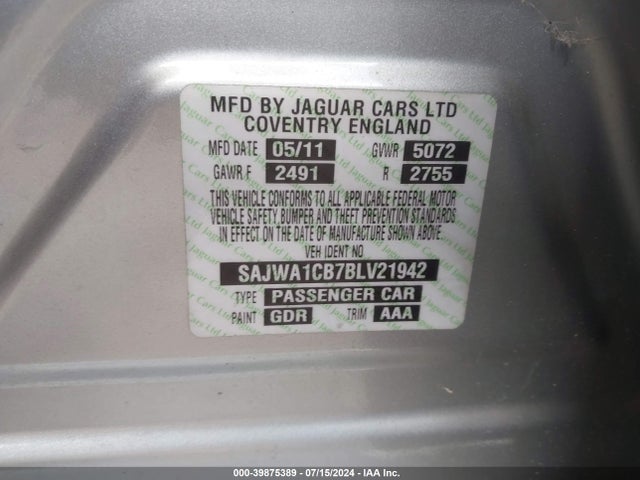 MFD BY JAGUAR CARS LTD
COVENTRY ENGLAND
MFD DATE 05/11 GVWR 5072
GAWR F 2491 R 2755
THIS VEHICLE CONFORMS TO ALL APPLICABLE FEDERAL MOTOR
VEHICLE SAFETY, BUMPER AND THEFT PREVENTION STANDARDS
IN EFFECT ON THE DATE OF MANUFACTURE SHOWN ABOVE.
VEH IDENT NO
SAJWA1CB7BLV21942
TYPE PASSENGER CAR
PAINT GDR TRIM AAA
000-39875389 - 07/15/2024 - IAA Inc.